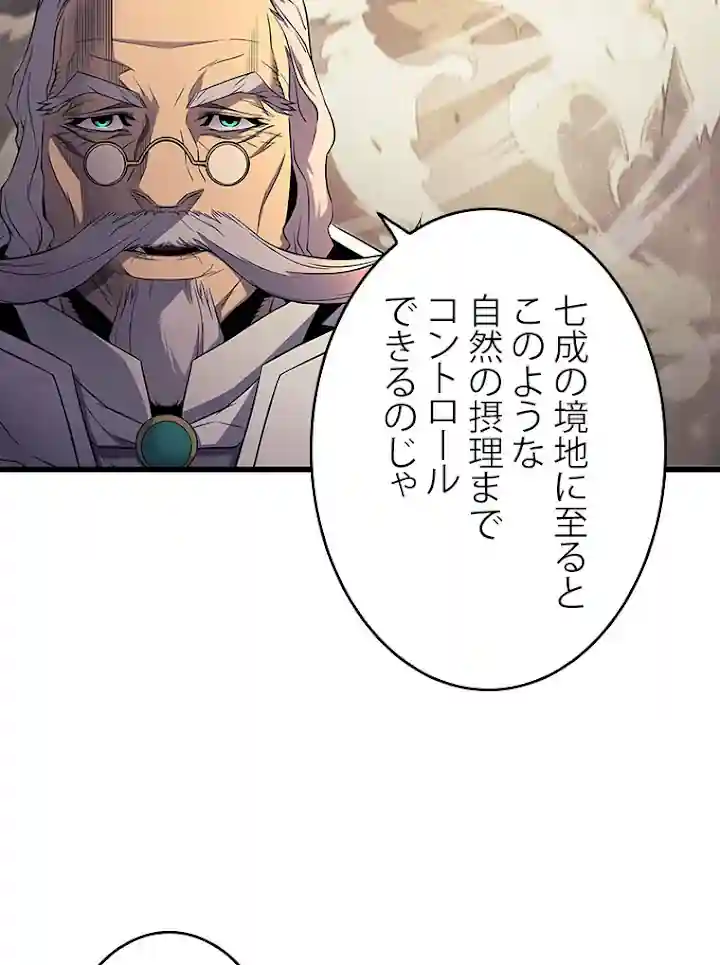 七成の境地に至ると
このような
自然の摂理まで
コントロール
できるのじゃ